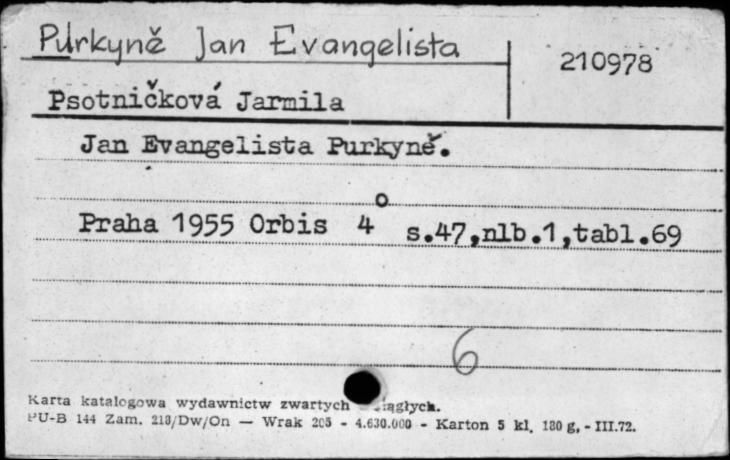 Purkyně Jan Evangelista
210978
Psotničková Jarmila
Jan Evangelista Purkyně.
Praha 1955 Orbis 4° s.47,nlb.1,tabl.69
6
Karta katalogowa wydawnictw zwartych
PU-B 144 Zam. 218/Dw/On — Wrak 205 - 4.630.000 - Karton 5 kl. 180 g, - III.72.